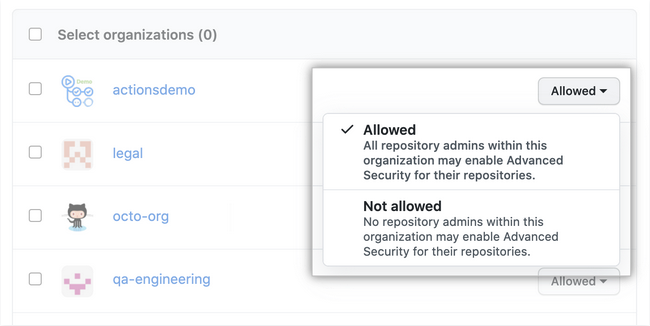 Select organizations (0)
Demo
actionsdemo
Allowed
Allowed
All repository admins within this
organization may enable Advanced
Security for their repositories.
legal
Not allowed
No repository admins within this
organization may enable Advanced
Security for their repositories.
octo-org
qa-engineering
Allowed